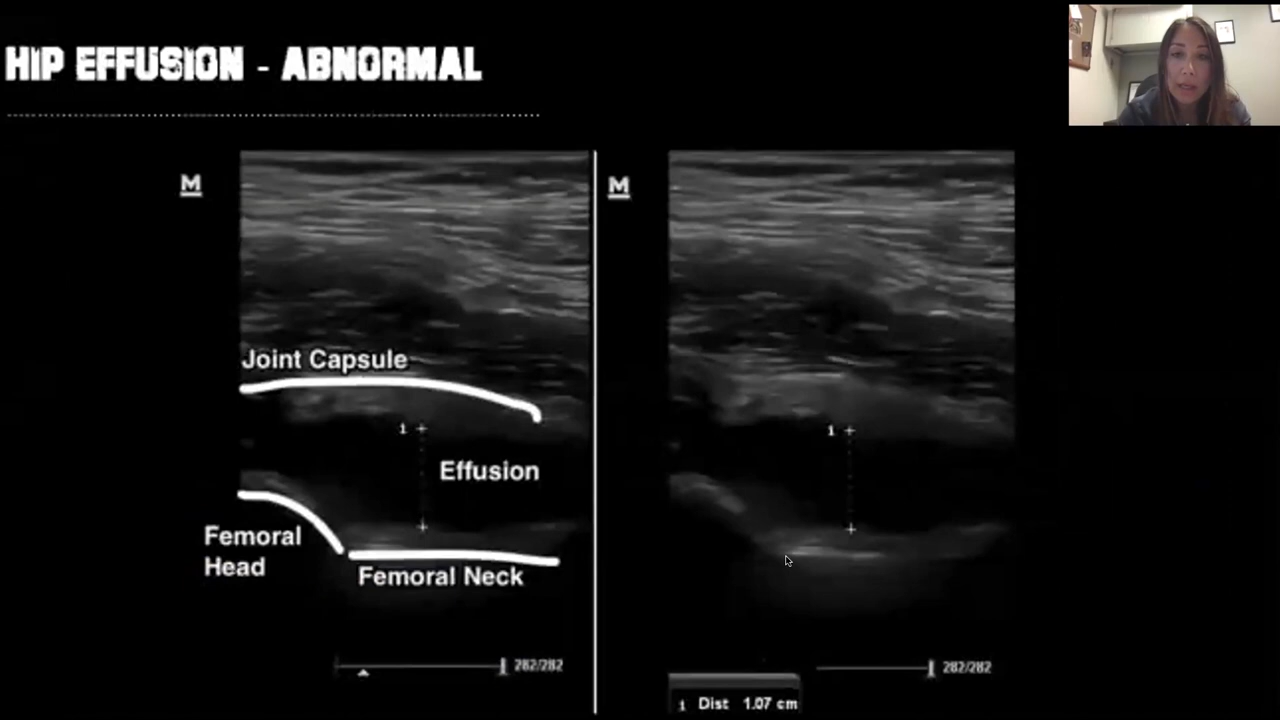 HIP EFFUSION - ABNORMAL
M
Joint Capsule
1
Effusion
Femoral
Head
Femoral Neck
282/282
M
1
282/282
1 Dist 1.07 cm